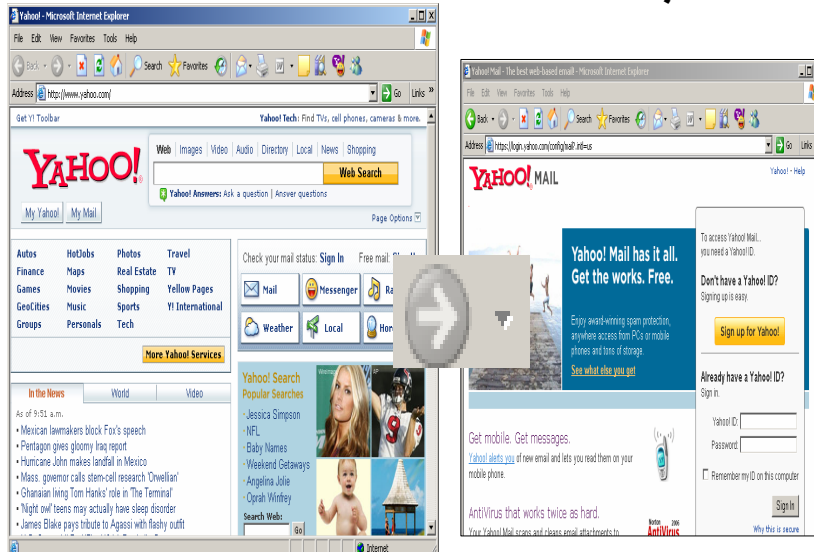 Yahoo! - Microsoft Internet Explorer
File Edit View Favorites Tools Help
Back Search Favorites
Address http://www.yahoo.com/ Go Links »
Get Y! Toolbar
Yahoo! Tech: Find TVs, cell phones, cameras & more.
YAHOO!
Web | Images | Video | Audio | Directory | Local | News | Shopping
Web Search
Yahoo! Answers: Ask a question | Answer questions
My Yahoo! My Mail
Page Options
Autos HotJobs Photos Travel
Finance Maps Real Estate TV
Games Movies Shopping Yellow Pages
GeoCities Music Sports Y! International
Groups Personals Tech
More Yahoo! Services
Check your mail status: Sign In Free mail:
Mail Messenger
Weather Local
In the News World Video
As of 9:51 a.m.
• Mexican lawmakers block Fox's speech
• Pentagon gives gloomy Iraq report
• Hurricane John makes landfall in Mexico
• Mass. governor calls stem-cell research 'Orwellian'
• Ghanaian living Tom Hanks' role in 'The Terminal'
• 'Night owl' teens may actually have sleep disorder
• James Blake pays tribute to Agassi with flashy outfit
Yahoo! Search
Popular Searches
· Jessica Simpson
· NFL
· Baby Names
· Weekend Getaways
· Angelina Jolie
· Oprah Winfrey
Search Web:
Go
Internet
Yahoo! Mail - The best web-based email! - Microsoft Internet Explorer
File Edit View Favorites Tools Help
Back Search Favorites
Address https://login.yahoo.com/config/mail?.intl=us Go Links
YAHOO! MAIL
Yahoo! - Help
Yahoo! Mail has it all.
Get the works. Free.
Enjoy award-winning spam protection,
anywhere access from PCs or mobile
phones and tons of storage.
See what else you get
To access Yahoo! Mail...
you need a Yahoo! ID.
Don't have a Yahoo! ID?
Signing up is easy.
Sign up for Yahoo!
Already have a Yahoo! ID?
Sign in.
Yahoo! ID:
Password:
Remember my ID on this computer
Sign In
Why this is secure
Get mobile. Get messages.
Yahoo! alerts you of new email and lets you read them on your
mobile phone.
AntiVirus that works twice as hard.
Your Yahoo! Mail scans and cleans email attachments to
Norton 2006
AntiVirus